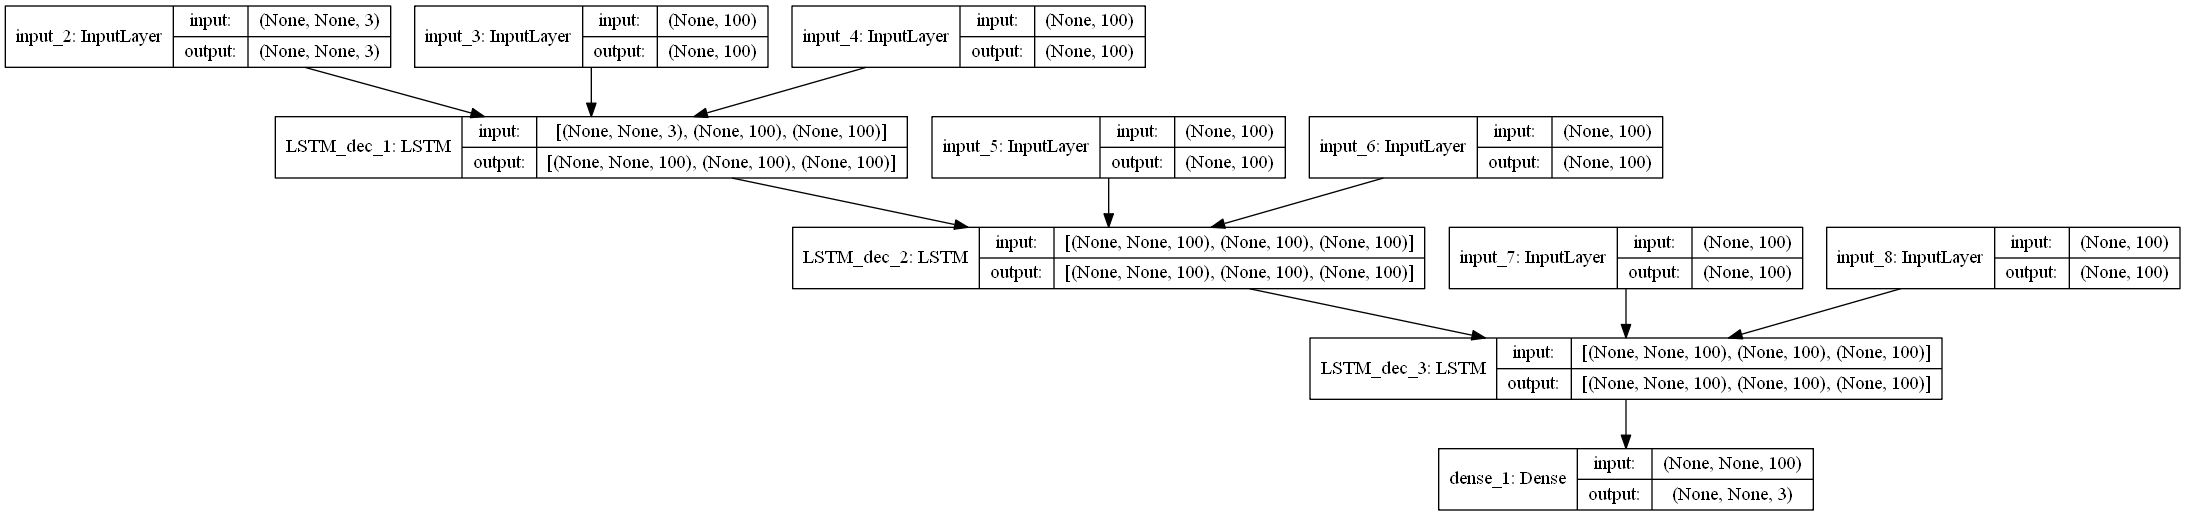 input_2: InputLayer
input: (None, None, 3)
output: (None, None, 3)
input_3: InputLayer
input: (None, 100)
output: (None, 100)
input_4: InputLayer
input: (None, 100)
output: (None, 100)
LSTM_dec_1: LSTM
input: [(None, None, 3), (None, 100), (None, 100)]
output: [(None, None, 100), (None, 100), (None, 100)]
input_5: InputLayer
input: (None, 100)
output: (None, 100)
input_6: InputLayer
input: (None, 100)
output: (None, 100)
LSTM_dec_2: LSTM
input: [(None, None, 100), (None, 100), (None, 100)]
output: [(None, None, 100), (None, 100), (None, 100)]
input_7: InputLayer
input: (None, 100)
output: (None, 100)
input_8: InputLayer
input: (None, 100)
output: (None, 100)
LSTM_dec_3: LSTM
input: [(None, None, 100), (None, 100), (None, 100)]
output: [(None, None, 100), (None, 100), (None, 100)]
dense_1: Dense
input: (None, None, 100)
output: (None, None, 3)